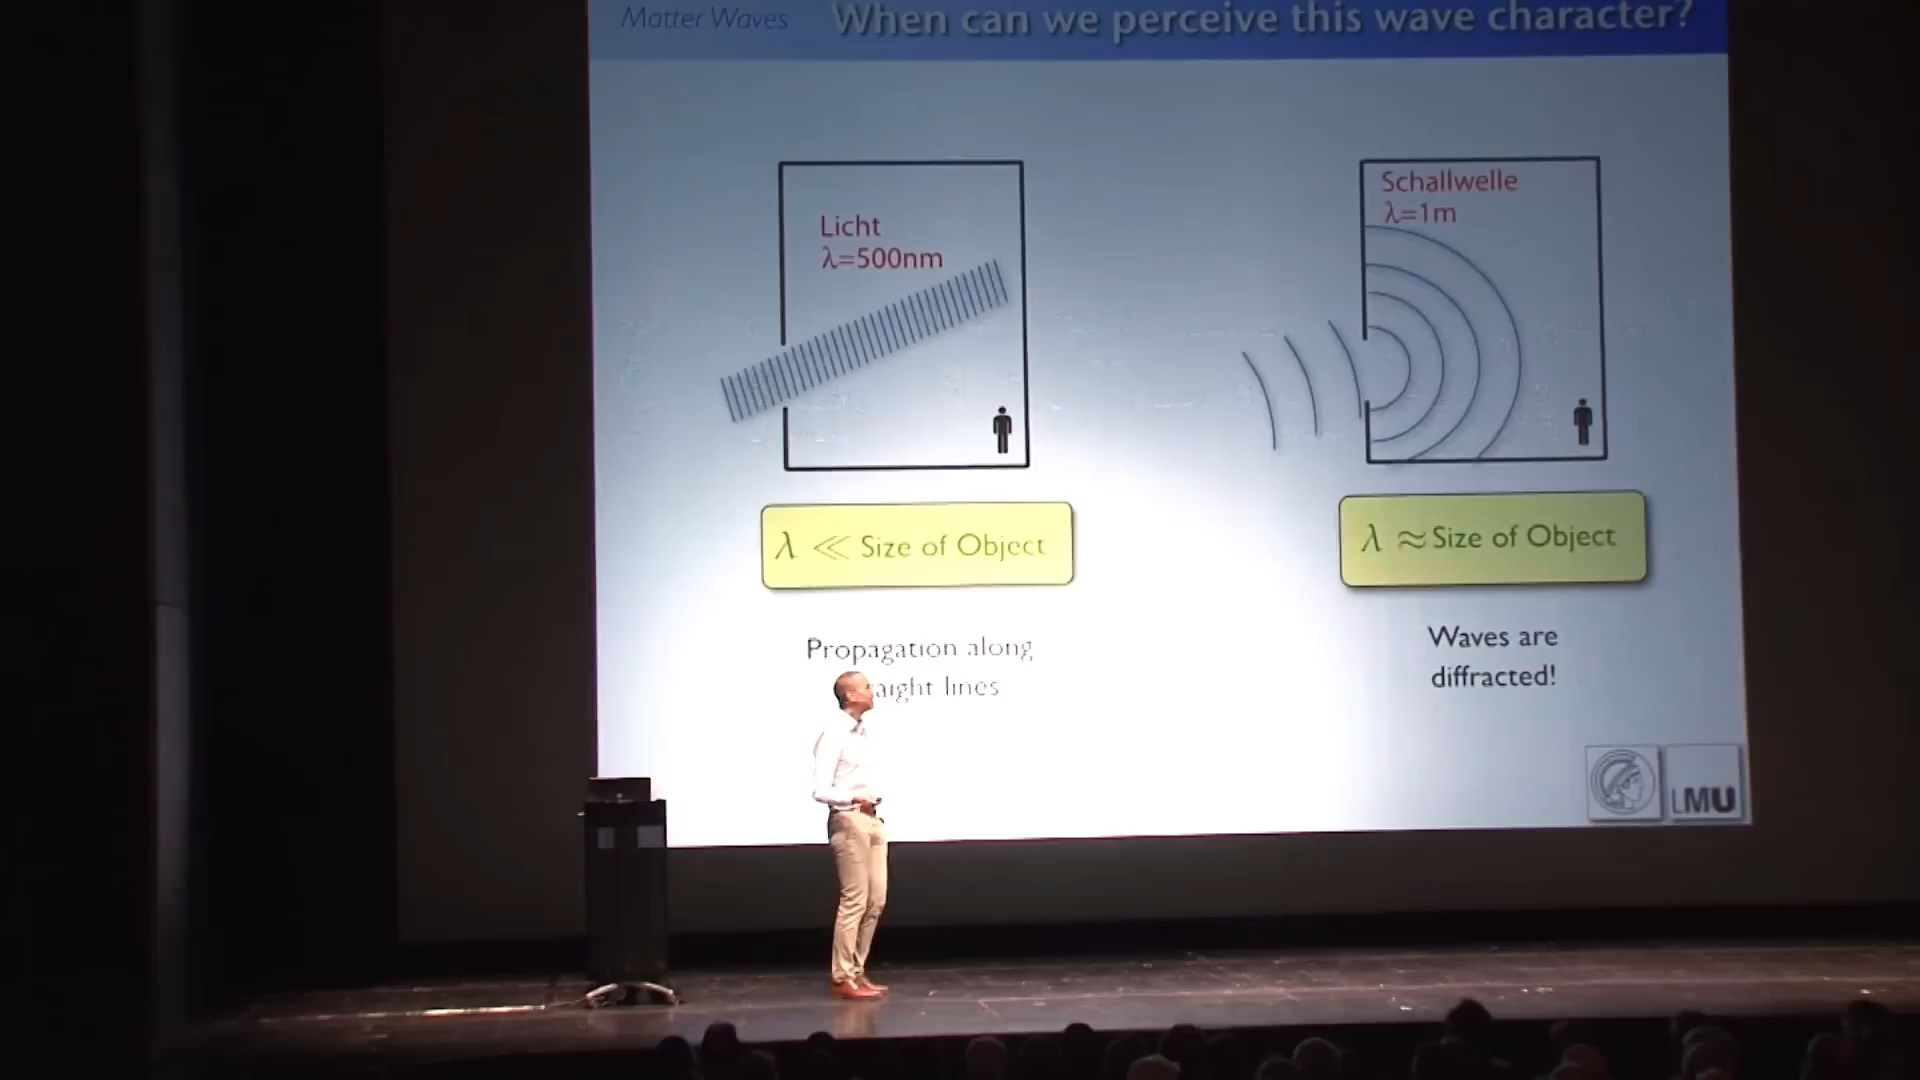 Matter Waves
When can we perceive this wave character?
Licht
λ=500nm
Schallwelle
λ=1m
λ ≪ Size of Object
λ ≈ Size of Object
Propagation along
aight lines
Waves are
diffracted!
LMU